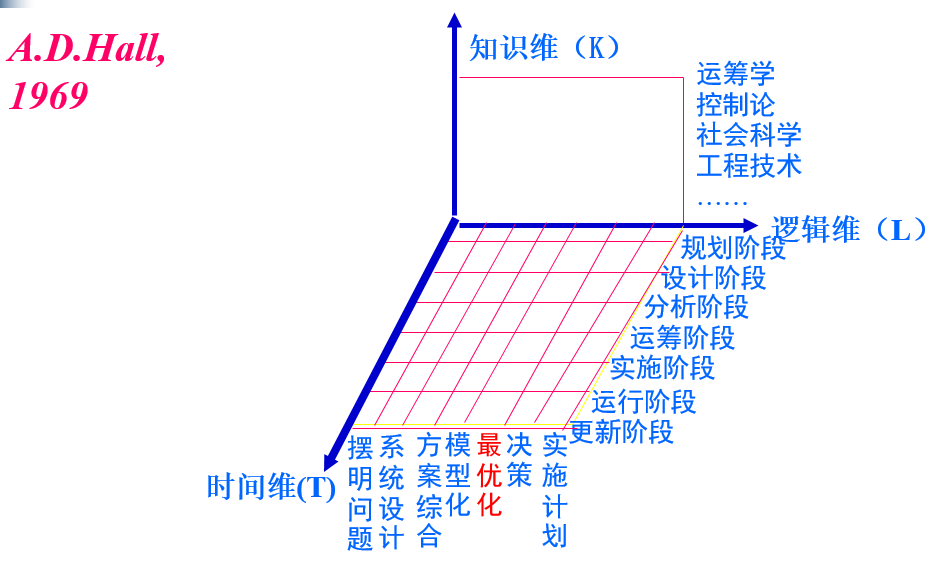 A.D.Hall,
1969
知识维（K）
运筹学
控制论
社会科学
工程技术
……
逻辑维（L）
规划阶段
设计阶段
分析阶段
运筹阶段
实施阶段
运行阶段
更新阶段
时间维(T)
摆明问题
系统设计
方案综合
模型化
最优化
决策
实施计划